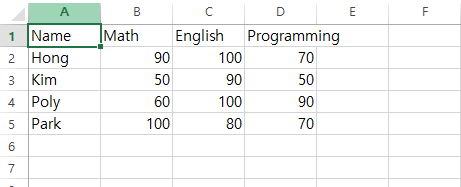 A B C D E F
1 Name Math English Programming
2 Hong 90 100 70
3 Kim 50 90 50
4 Poly 60 100 90
5 Park 100 80 70
6
7